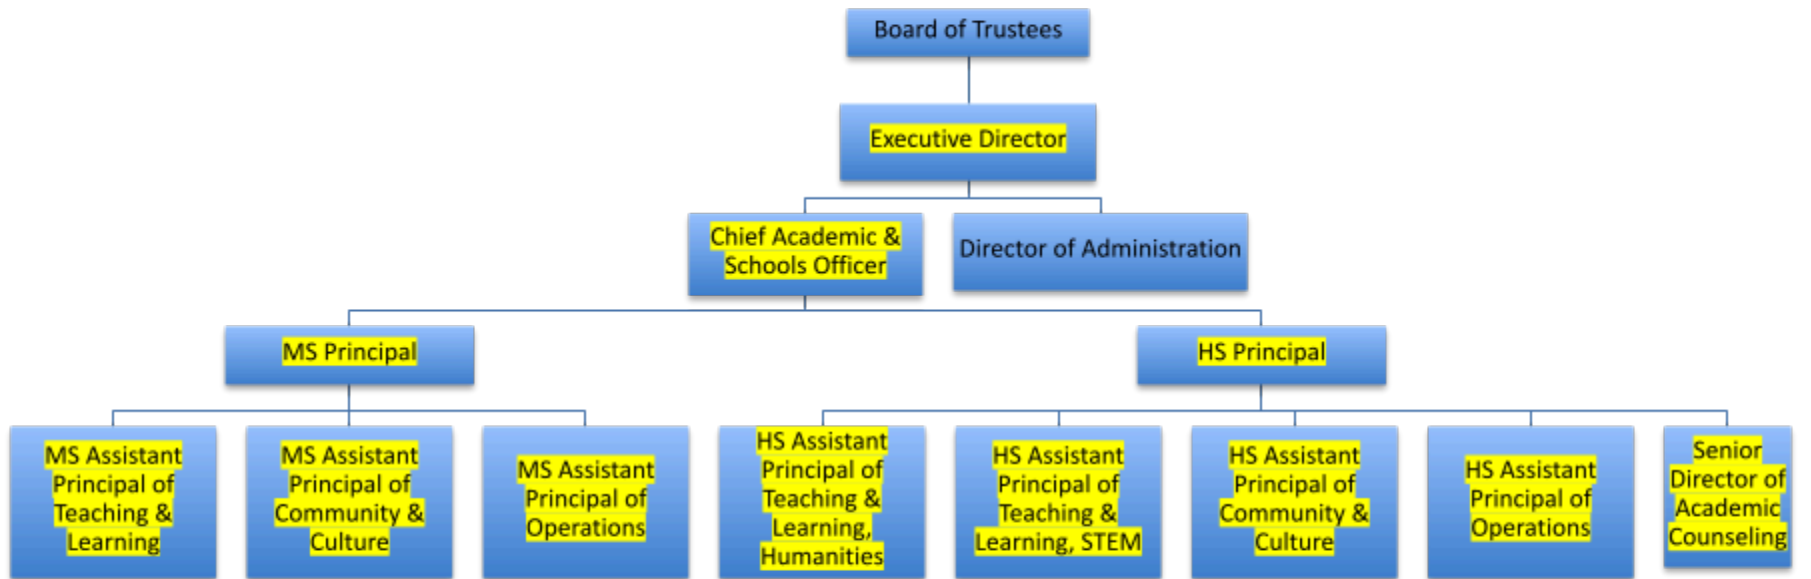 Board of Trustees
Executive Director
Chief Academic &
Schools Officer
Director of Administration
MS Principal
HS Principal
MS Assistant
Principal of
Teaching &
Learning
MS Assistant
Principal of
Community &
Culture
MS Assistant
Principal of
Operations
HS Assistant
Principal of
Teaching &
Learning,
Humanities
HS Assistant
Principal of
Teaching &
Learning, STEM
HS Assistant
Principal of
Community &
Culture
HS Assistant
Principal of
Operations
Senior
Director of
Academic
Counseling